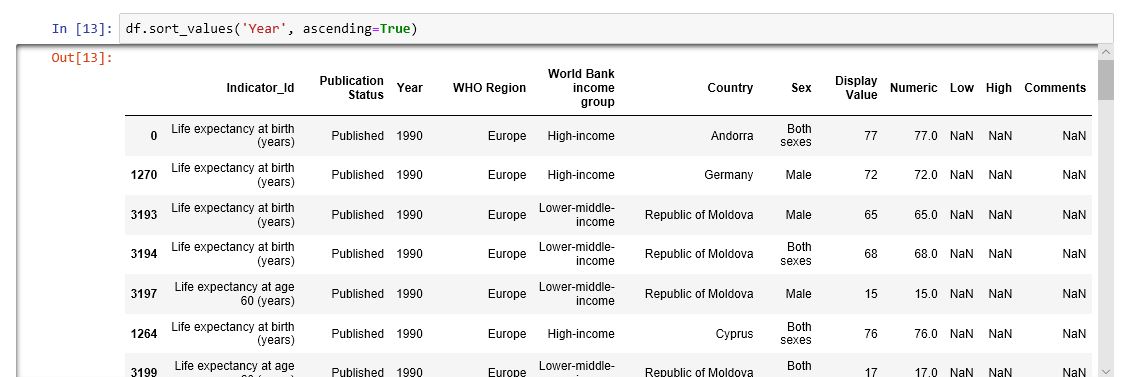 In [13]: df.sort_values('Year', ascending=True)
Out[13]:
Indicator_Id Publication Status Year WHO Region World Bank income group Country Sex Display Value Numeric Low High Comments
0 Life expectancy at birth (years) Published 1990 Europe High-income Andorra Both sexes 77 77.0 NaN NaN NaN
1270 Life expectancy at birth (years) Published 1990 Europe High-income Germany Male 72 72.0 NaN NaN NaN
3193 Life expectancy at birth (years) Published 1990 Europe Lower-middle-income Republic of Moldova Male 65 65.0 NaN NaN NaN
3194 Life expectancy at birth (years) Published 1990 Europe Lower-middle-income Republic of Moldova Both sexes 68 68.0 NaN NaN NaN
3197 Life expectancy at age 60 (years) Published 1990 Europe Lower-middle-income Republic of Moldova Male 15 15.0 NaN NaN NaN
1264 Life expectancy at birth (years) Published 1990 Europe High-income Cyprus Both sexes 76 76.0 NaN NaN NaN
3199 Life expectancy at age Published 1990 Europe Lower-middle- Republic of Moldova Both 17 17.0 NaN NaN NaN